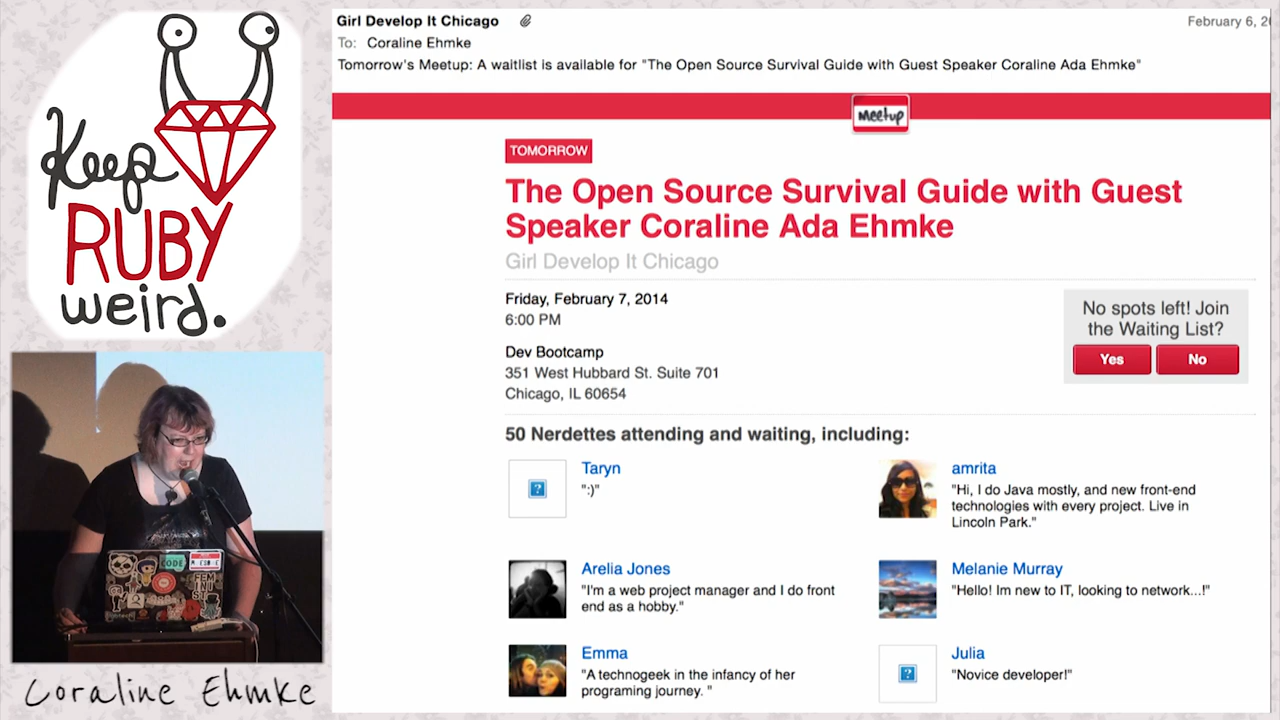 Keep
RUBY
weird.
CODE
FEM
INI
ST
Coraline Ehmke
Girl Develop It Chicago
February 6, 20
To: Coraline Ehmke
Tomorrow's Meetup: A waitlist is available for "The Open Source Survival Guide with Guest Speaker Coraline Ada Ehmke"
Meetup
TOMORROW
The Open Source Survival Guide with Guest
Speaker Coraline Ada Ehmke
Girl Develop It Chicago
Friday, February 7, 2014
6:00 PM
Dev Bootcamp
351 West Hubbard St. Suite 701
Chicago, IL 60654
No spots left! Join
the Waiting List?
Yes No
50 Nerdettes attending and waiting, including:
Taryn
":)"
amrita
"Hi, I do Java mostly, and new front-end
technologies with every project. Live in
Lincoln Park."
Arelia Jones
"I'm a web project manager and I do front
end as a hobby."
Melanie Murray
"Hello! Im new to IT, looking to network...!"
Emma
"A technogeek in the infancy of her
programing journey. "
Julia
"Novice developer!"